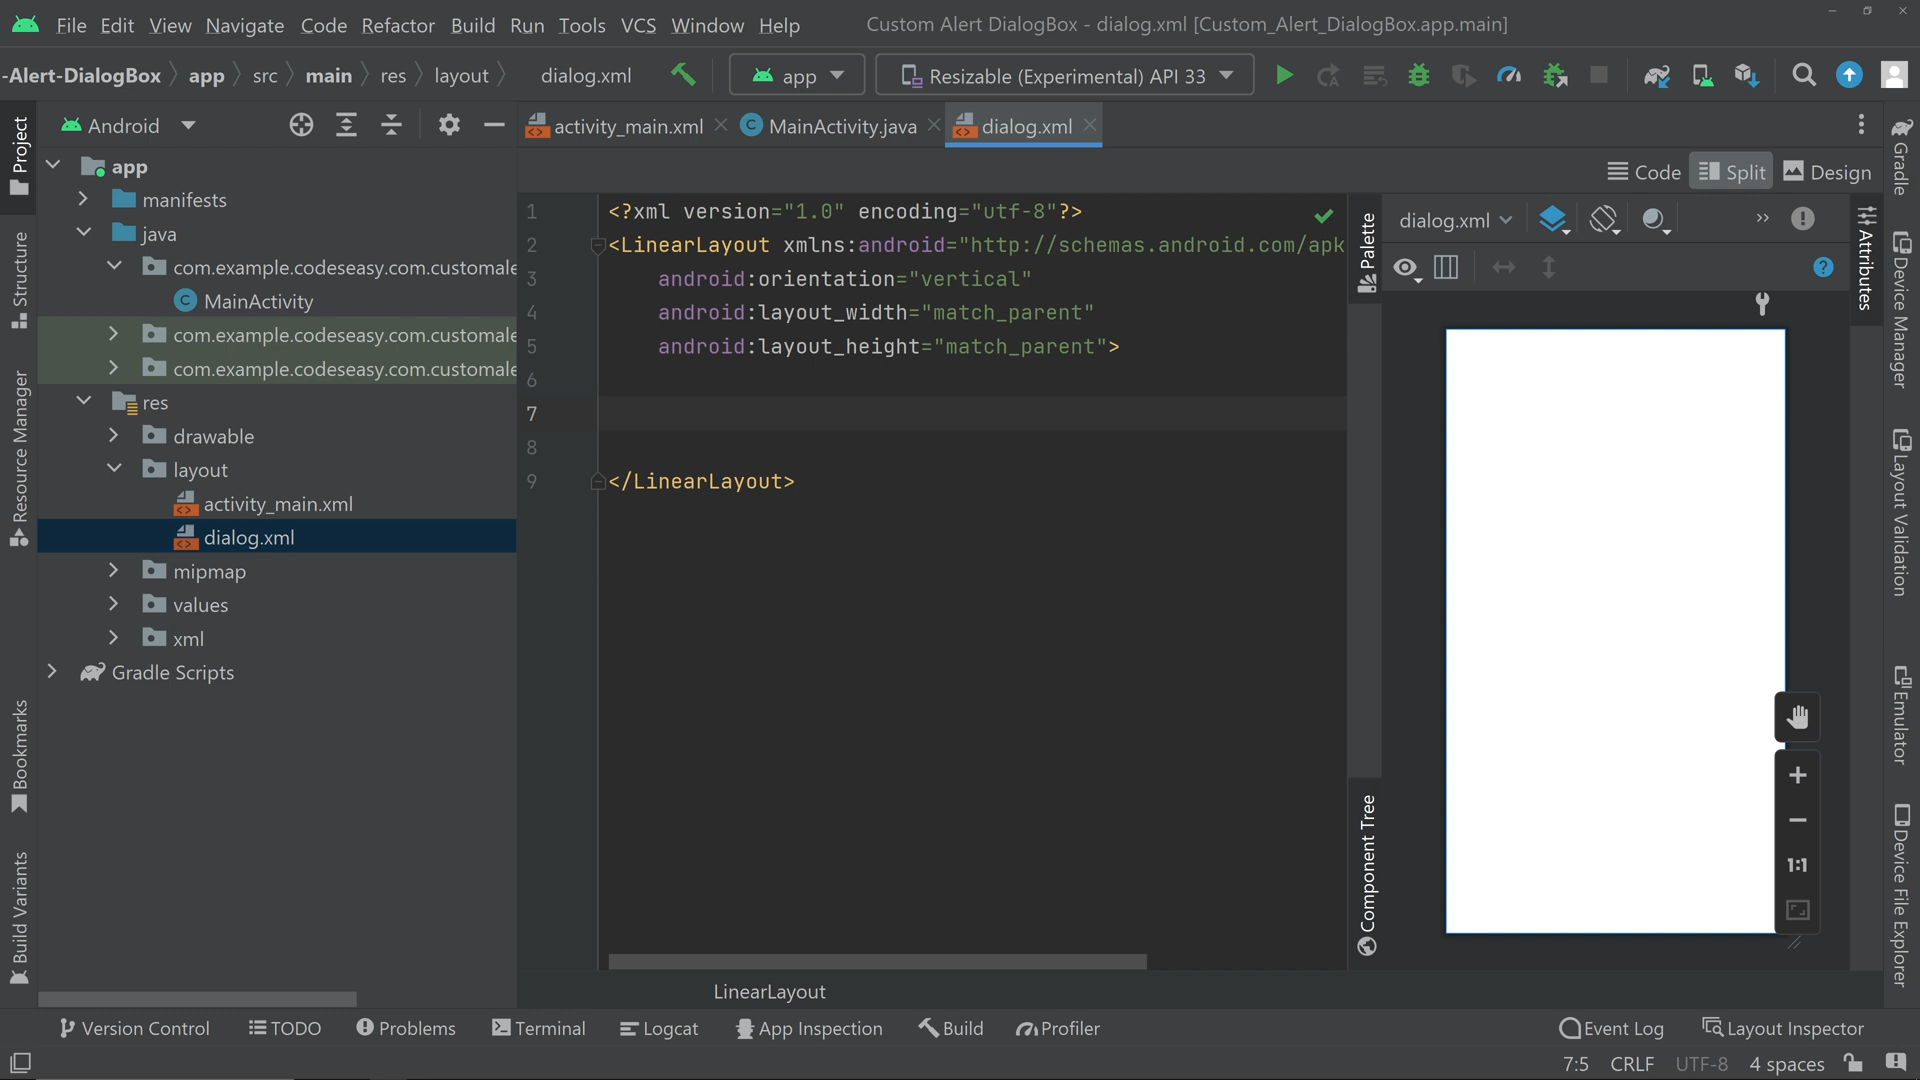 File Edit View Navigate Code Refactor Build Run Tools VCS Window Help Custom Alert DialogBox - dialog.xml [Custom_Alert_DialogBox.app.main]
-Alert-DialogBox app src main res layout dialog.xml app Resizable (Experimental) API 33
Project
Android
activity_main.xml MainActivity.java dialog.xml
Code Split Design
app
manifests
java
com.example.codeseasy.com.customale
MainActivity
com.example.codeseasy.com.customale
com.example.codeseasy.com.customale
res
drawable
layout
activity_main.xml
dialog.xml
mipmap
values
xml
Gradle Scripts
Structure
Resource Manager
Bookmarks
Build Variants
1 <?xml version="1.0" encoding="utf-8"?>
2 <LinearLayout xmlns:android="http://schemas.android.com/apk
3 android:orientation="vertical"
4 android:layout_width="match_parent"
5 android:layout_height="match_parent">
6
7
8
9 </LinearLayout>
LinearLayout
Palette
Component Tree
dialog.xml
1:1
Attributes
Gradle
Device Manager
Layout Validation
Emulator
Device File Explorer
Version Control TODO Problems Terminal Logcat App Inspection Build Profiler Event Log Layout Inspector
7:5 CRLF UTF-8 4 spaces